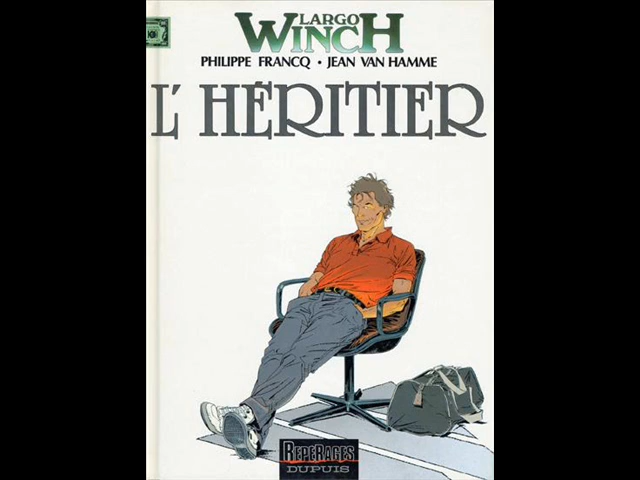 LARGO
WINCH
PHILIPPE FRANCQ • JEAN VAN HAMME
L'HÉRITIER
REPÉRAGES
DUPUIS